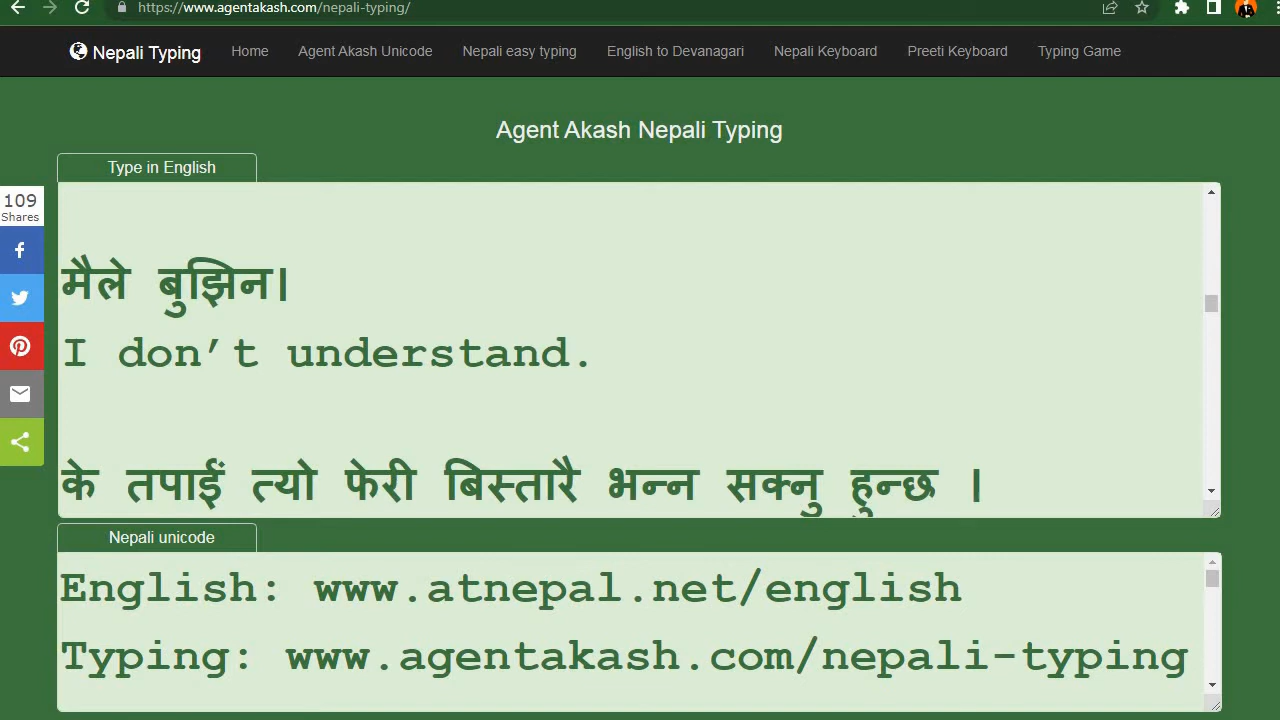 https://www.agentakash.com/nepali-typing/
Nepali Typing Home Agent Akash Unicode Nepali easy typing English to Devanagari Nepali Keyboard Preeti Keyboard Typing Game
Agent Akash Nepali Typing
Type in English
109
Shares
मैले बुझिन।
I don’t understand.
के तपाईं त्यो फेरी बिस्तारै भन्न सक्नु हुन्छ ।
Nepali unicode
English: www.atnepal.net/english
Typing: www.agentakash.com/nepali-typing